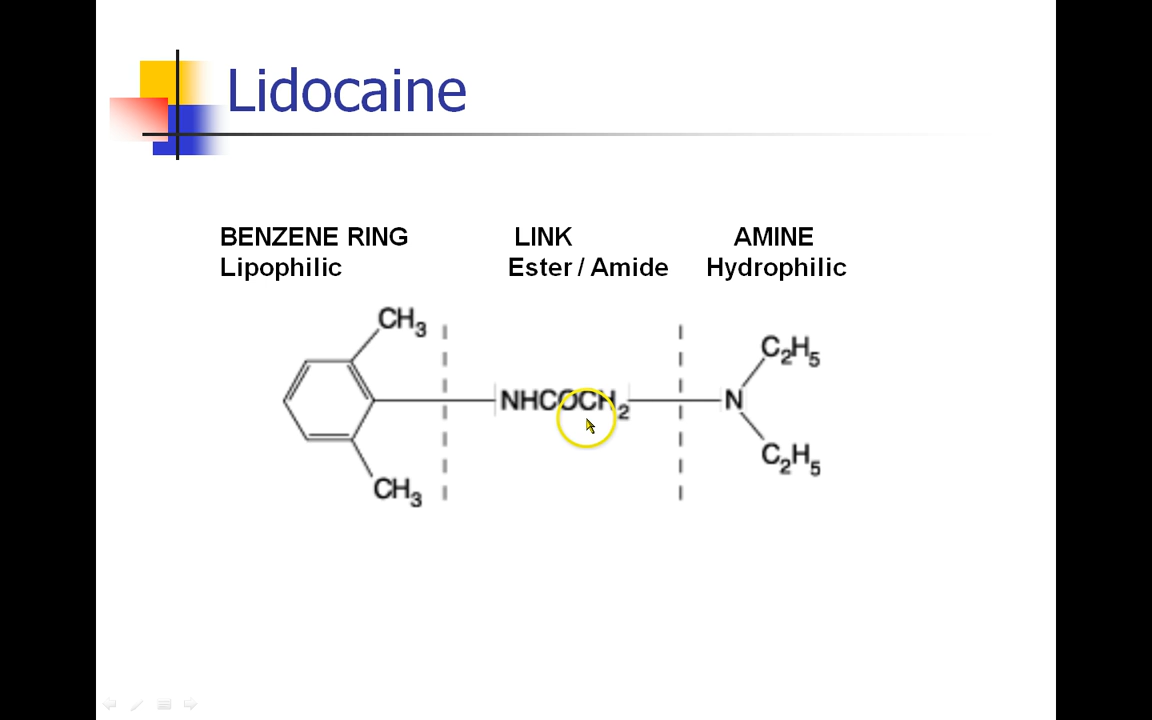 Lidocaine
BENZENE RING LINK AMINE
Lipophilic Ester / Amide Hydrophilic
CH₃
C₂H₅
NHCOCH₂ N
C₂H₅
CH₃